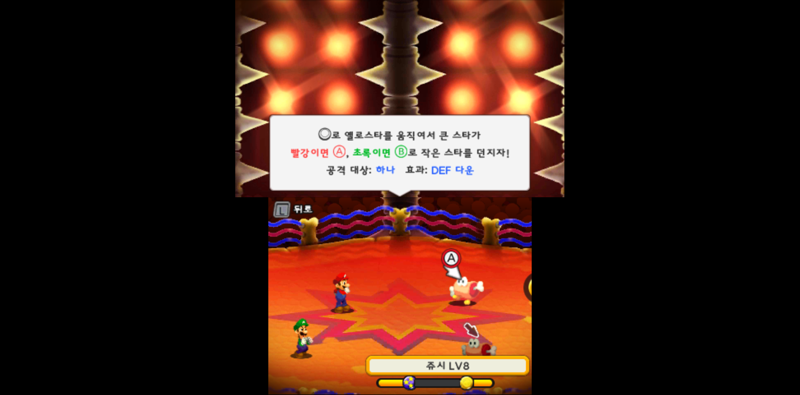 로 옐로스타를 움직여서 큰 스타가
빨강이면 Ⓐ, 초록이면 Ⓑ로 작은 스타를 던지자!
공격 대상: 하나 효과: DEF 다운
L 뒤로
A
쥬시 LV8